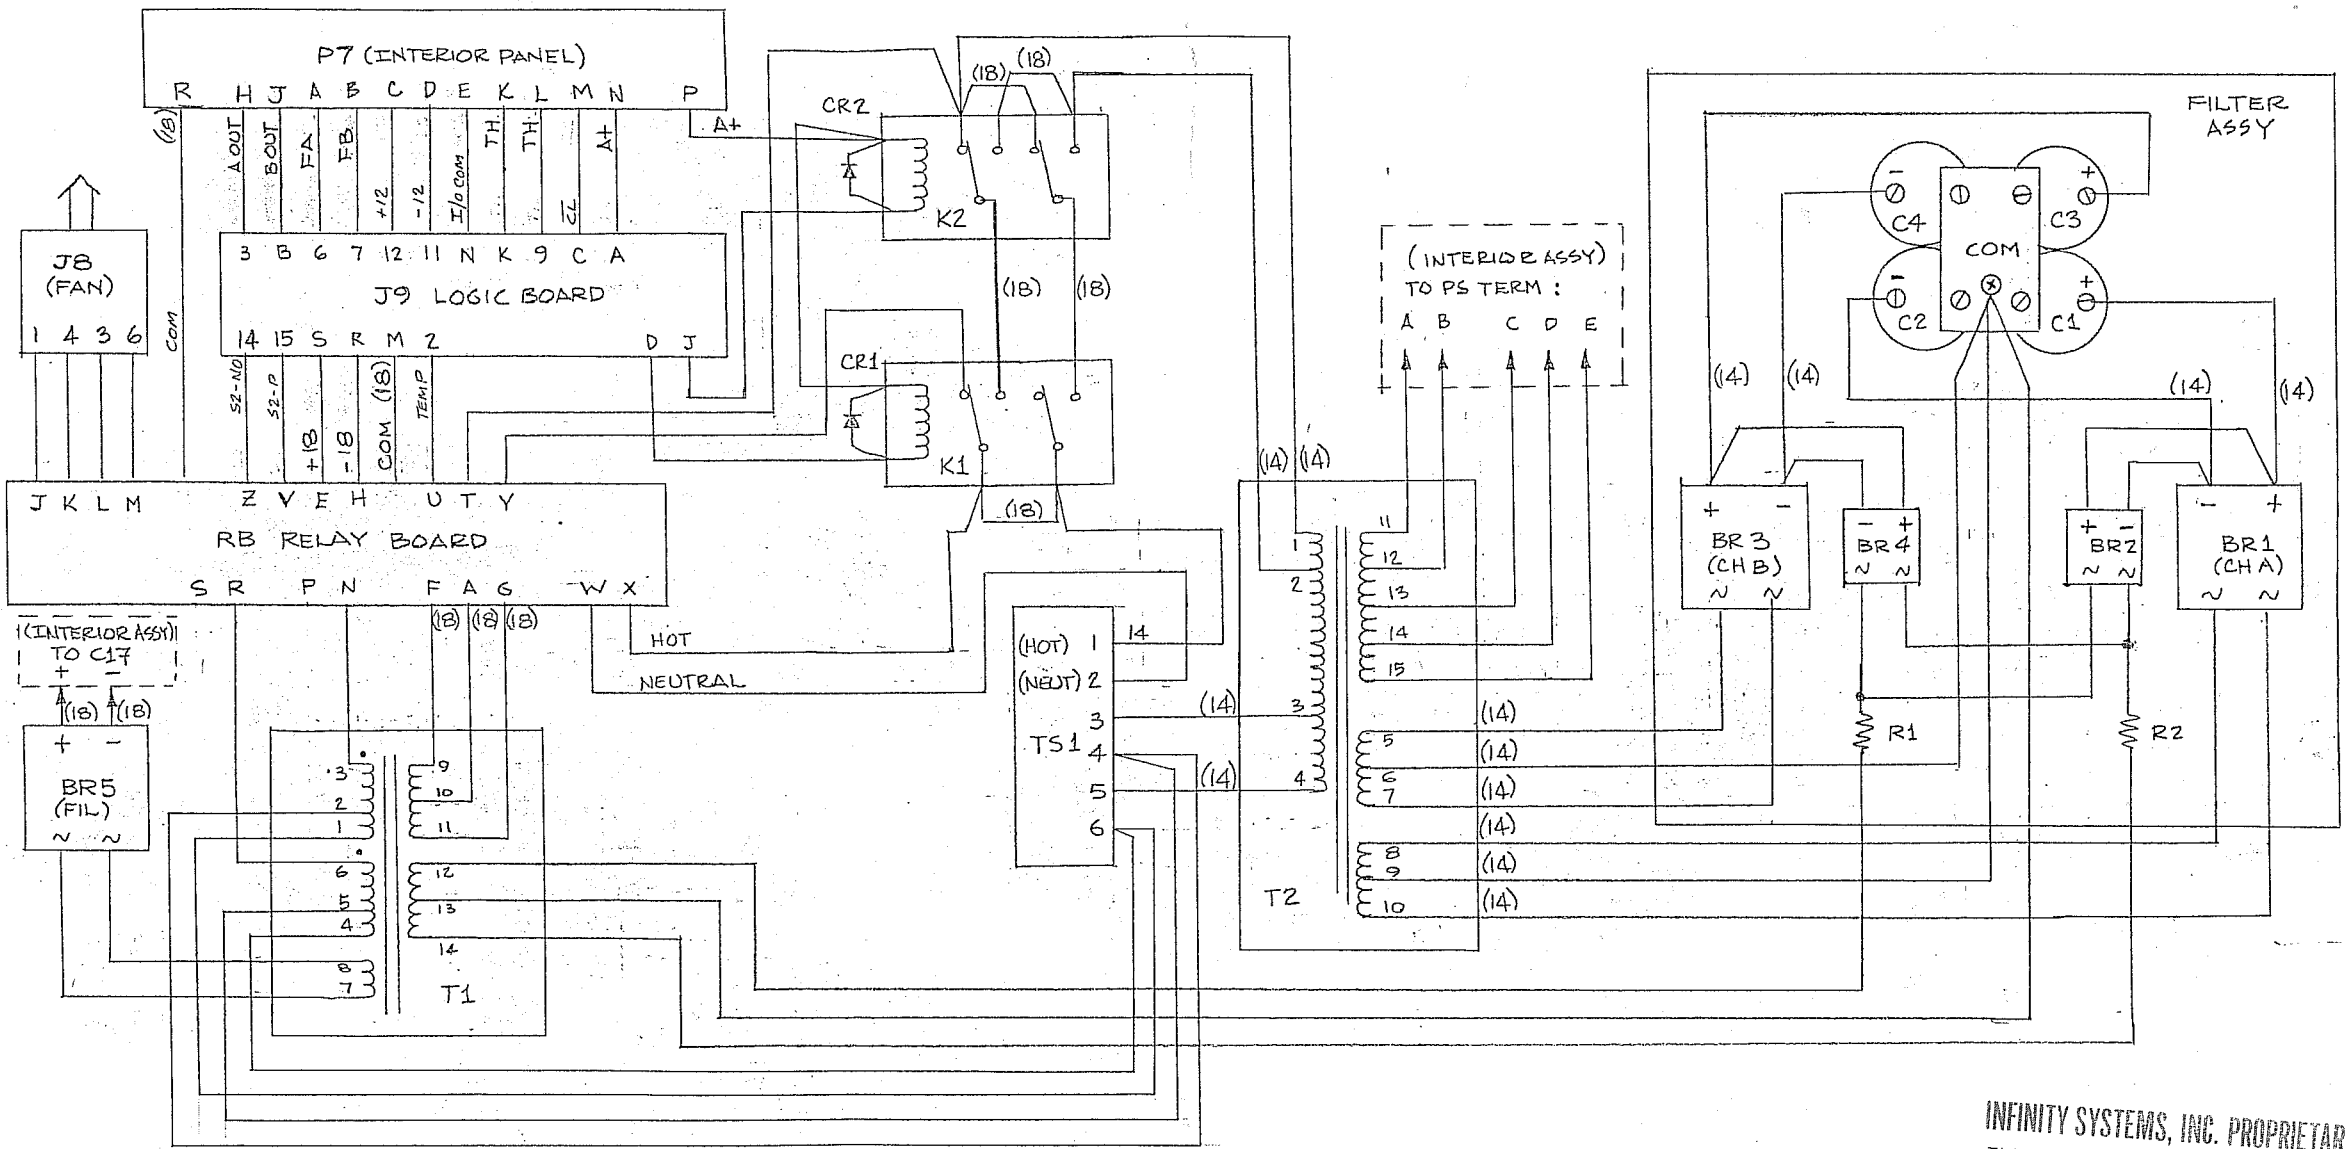 P7 (INTERIOR PANEL)
R H J A B C D E K L M N P
(18) A OUT B OUT FA FB +12 -12 I/O COM TH TH CL A+ A+
COM
3 B 6 7 12 11 N K 9 C A
J9 LOGIC BOARD
14 15 S R M 2 D J
S2-NO S2-P +18 -18 COM (18) TEMP
J8
(FAN)
1 4 3 6
J K L M Z V E H U T Y
RB RELAY BOARD
S R P N F A G W X
(18) (18) (18)
HOT
NEUTRAL
(INTERIOR ASSY)
TO C17
+ -
(18) (18)
+ -
BR5
(FIL)
~ ~
3
2
1
6
5
4
8
7
9
10
11
12
13
14
T1
CR2
K2
(18) (18)
(18) (18)
CR1
K1
(18)
(HOT) 1 14
(NEUT) 2
3 (14)
TS1 4
5 (14)
6
(14) (14)
1
2
3
4
11
12
13
14
15
5 (14)
6 (14)
7 (14)
8 (14)
9 (14)
10 (14)
T2
(INTERIOR ASSY)
TO PS TERM :
A B C D E
FILTER
ASSY
- +
C4 C3
COM
- +
C2 C1
(14) (14) (14) (14)
+ -
BR3
(CH B)
~ ~
- +
BR4
~ ~
+ -
BR2
~ ~
- +
BR1
(CH A)
~ ~
R1 R2
INFINITY SYSTEMS, INC. PROPRIETAR